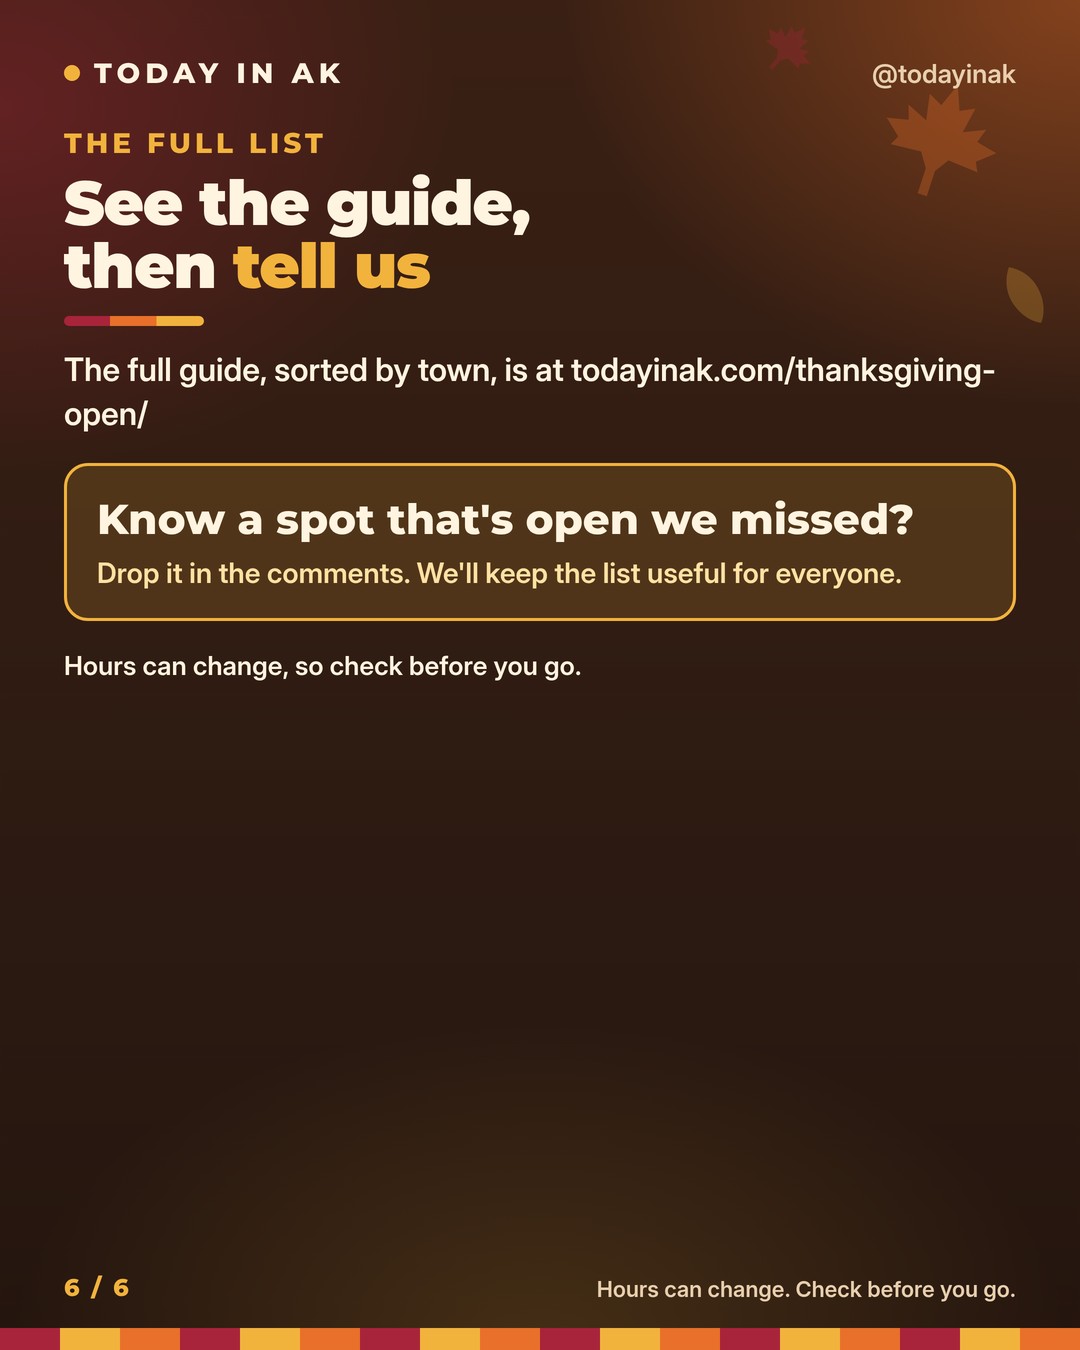 TODAY IN AK
@todayinak
THE FULL LIST
See the guide,
then tell us
The full guide, sorted by town, is at todayinak.com/thanksgiving-
open/
Know a spot that's open we missed?
Drop it in the comments. We'll keep the list useful for everyone.
Hours can change, so check before you go.
6 / 6
Hours can change. Check before you go.